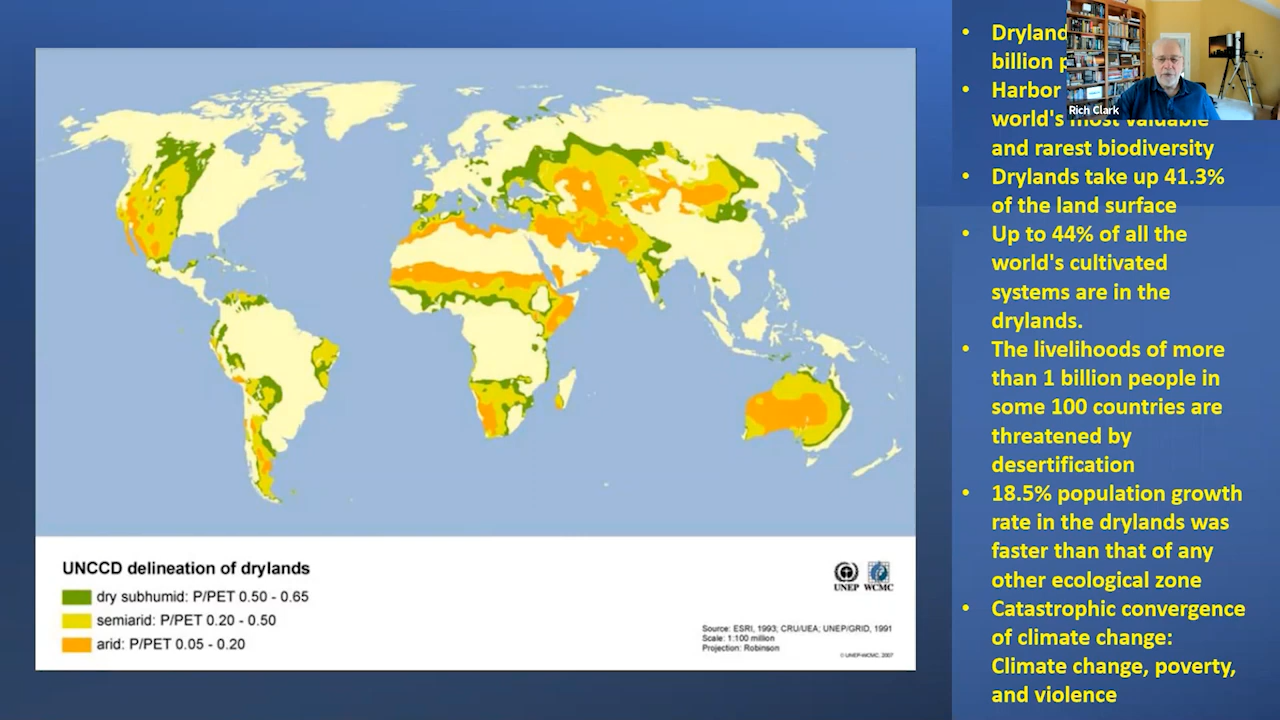 • Dryland
billion
• Harbor
Rich Clark
world's most valuable
and rarest biodiversity
• Drylands take up 41.3%
of the land surface
• Up to 44% of all the
world's cultivated
systems are in the
drylands.
• The livelihoods of more
than 1 billion people in
some 100 countries are
threatened by
desertification
• 18.5% population growth
rate in the drylands was
faster than that of any
other ecological zone
• Catastrophic convergence
of climate change:
Climate change, poverty,
and violence
UNCCD delineation of drylands
dry subhumid: P/PET 0.50 - 0.65
semiarid: P/PET 0.20 - 0.50
arid: P/PET 0.05 - 0.20
UNEP WCMC
Source: ESRI, 1993; CRU/UEA; UNEP/GRID, 1991
Scale: 1:100 million
Projection: Robinson
© UNEP-WCMC, 2007